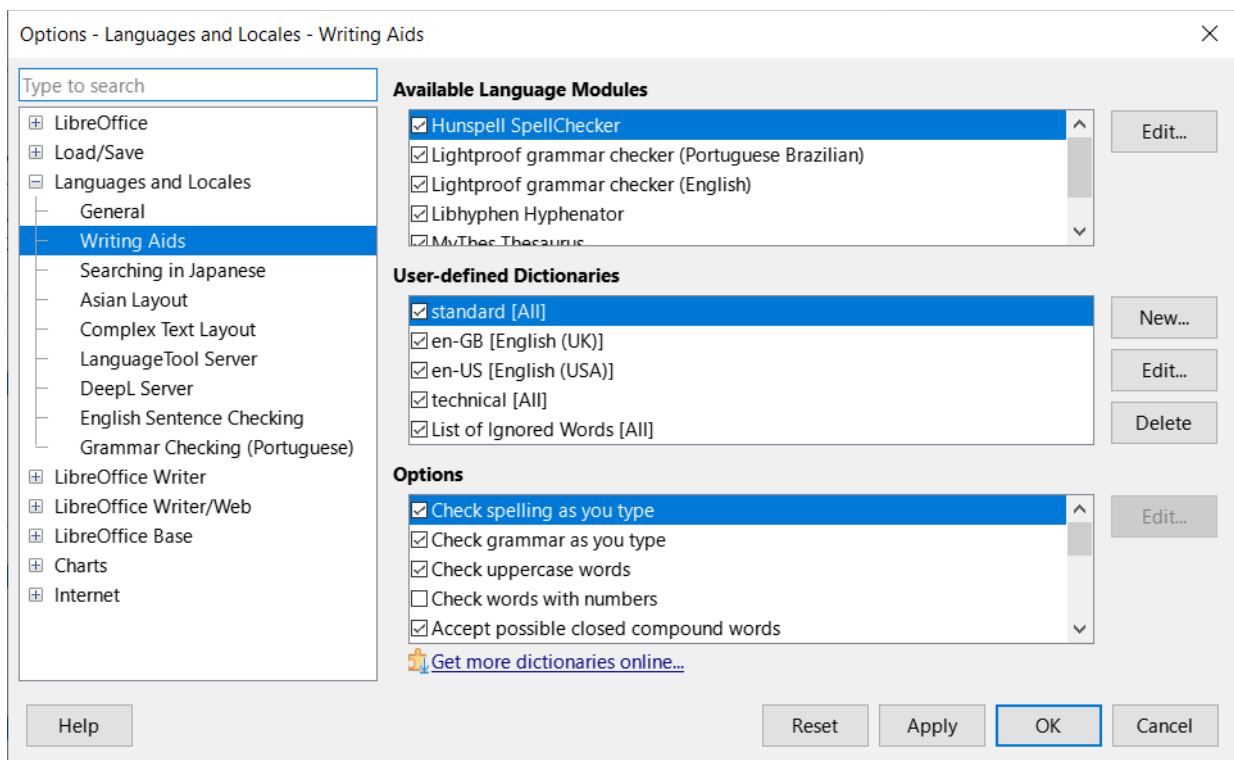 Options - Languages and Locales - Writing Aids
Type to search
LibreOffice
Load/Save
Languages and Locales
General
Writing Aids
Searching in Japanese
Asian Layout
Complex Text Layout
LanguageTool Server
DeepL Server
English Sentence Checking
Grammar Checking (Portuguese)
LibreOffice Writer
LibreOffice Writer/Web
LibreOffice Base
Charts
Internet
Available Language Modules
Hunspell SpellChecker
Lightproof grammar checker (Portuguese Brazilian)
Lightproof grammar checker (English)
Libhyphen Hyphenator
MyThes Thesaurus
Edit...
User-defined Dictionaries
standard [All]
en-GB [English (UK)]
en-US [English (USA)]
technical [All]
List of Ignored Words [All]
New...
Edit...
Delete
Options
Check spelling as you type
Check grammar as you type
Check uppercase words
Check words with numbers
Accept possible closed compound words
Edit...
Get more dictionaries online...
Help
Reset
Apply
OK
Cancel